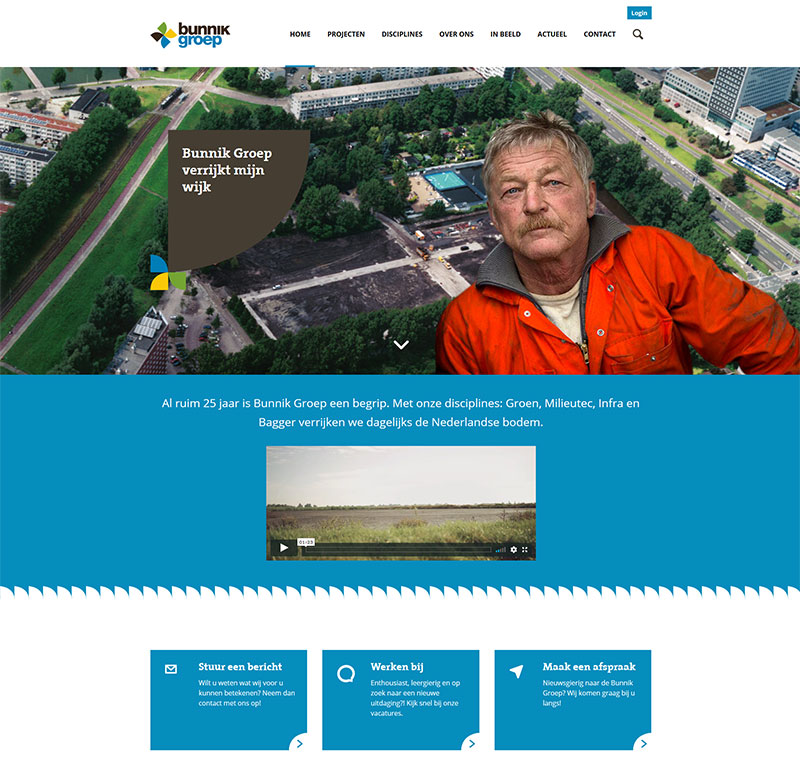 Login
bunnik
groep
HOME PROJECTEN DISCIPLINES OVER ONS IN BEELD ACTUEEL CONTACT
Bunnik Groep
verrijkt mijn
wijk
Al ruim 25 jaar is Bunnik Groep een begrip. Met onze disciplines: Groen, Milieutec, Infra en
Bagger verrijken we dagelijks de Nederlandse bodem.
01:33
Stuur een bericht
Wilt u weten wat wij voor u
kunnen betekenen? Neem dan
contact met ons op!
Werken bij
Enthousiast, leergierig en op
zoek naar een nieuwe
uitdaging?! Kijk snel bij onze
vacatures.
Maak een afspraak
Nieuwsgierig naar de Bunnik
Groep? Wij komen graag bij u
langs!